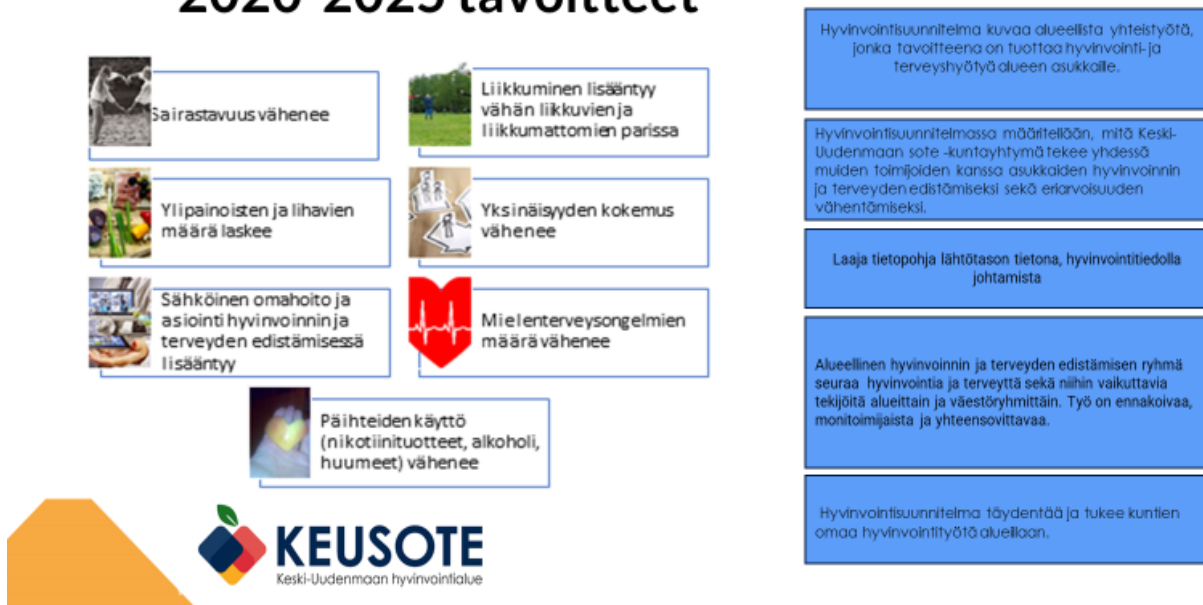 2020-2025 tavoitteet
Sairastavuus vähenee
Liikkuminen lisääntyy
vähän liikkuvien ja
liikkumattomien parissa
Ylipainoisten ja lihavien
määrä laskee
Yksinäisyyden kokemus
vähenee
Sähköinen omahoito ja
asiointi hyvinvoinnin ja
terveyden edistämisessä
lisääntyy
Mielenterveysongelmien
määrä vähenee
Päihteiden käyttö
(nikotiinituotteet, alkoholi,
huumeet) vähenee
KEUSOTE
Keski-Uudenmaan hyvinvointialue
Hyvinvointisuunnitelma kuvaa alueellista yhteistyötä,
jonka tavoitteena on tuottaa hyvinvointi- ja
terveyshyötyä alueen asukkaille.
Hyvinvointisuunnitelmassa määritellään, mitä Keski-
Uudenmaan sote -kuntayhtymä tekee yhdessä
muiden toimijoiden kanssa asukkaiden hyvinvoinnin
ja terveyden edistämiseksi sekä eriarvoisuuden
vähentämiseksi.
Laaja tietopohja lähtötason tietona, hyvinvointitiedolla
johtamista
Alueellinen hyvinvoinnin ja terveyden edistämisen ryhmä
seuraa hyvinvointia ja terveyttä sekä niihin vaikuttavia
tekijöitä alueittain ja väestöryhmittäin. Työ on ennakoivaa,
monitoimijaista ja yhteensovittavaa.
Hyvinvointisuunnitelma täydentää ja tukee kuntien
omaa hyvinvointityötä alueillaan.